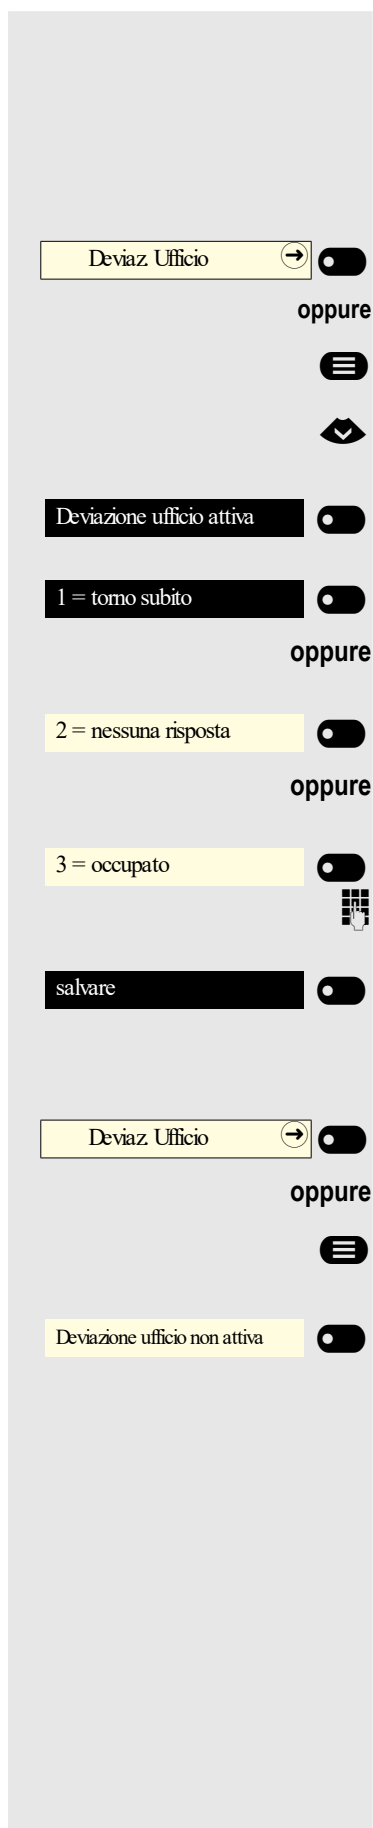 Deviaz. Ufficio
oppure
Deviazione ufficio attiva
1 = torno subito
oppure
2 = nessuna risposta
oppure
3 = occupato
salvare
Deviaz. Ufficio
oppure
Deviazione ufficio non attiva